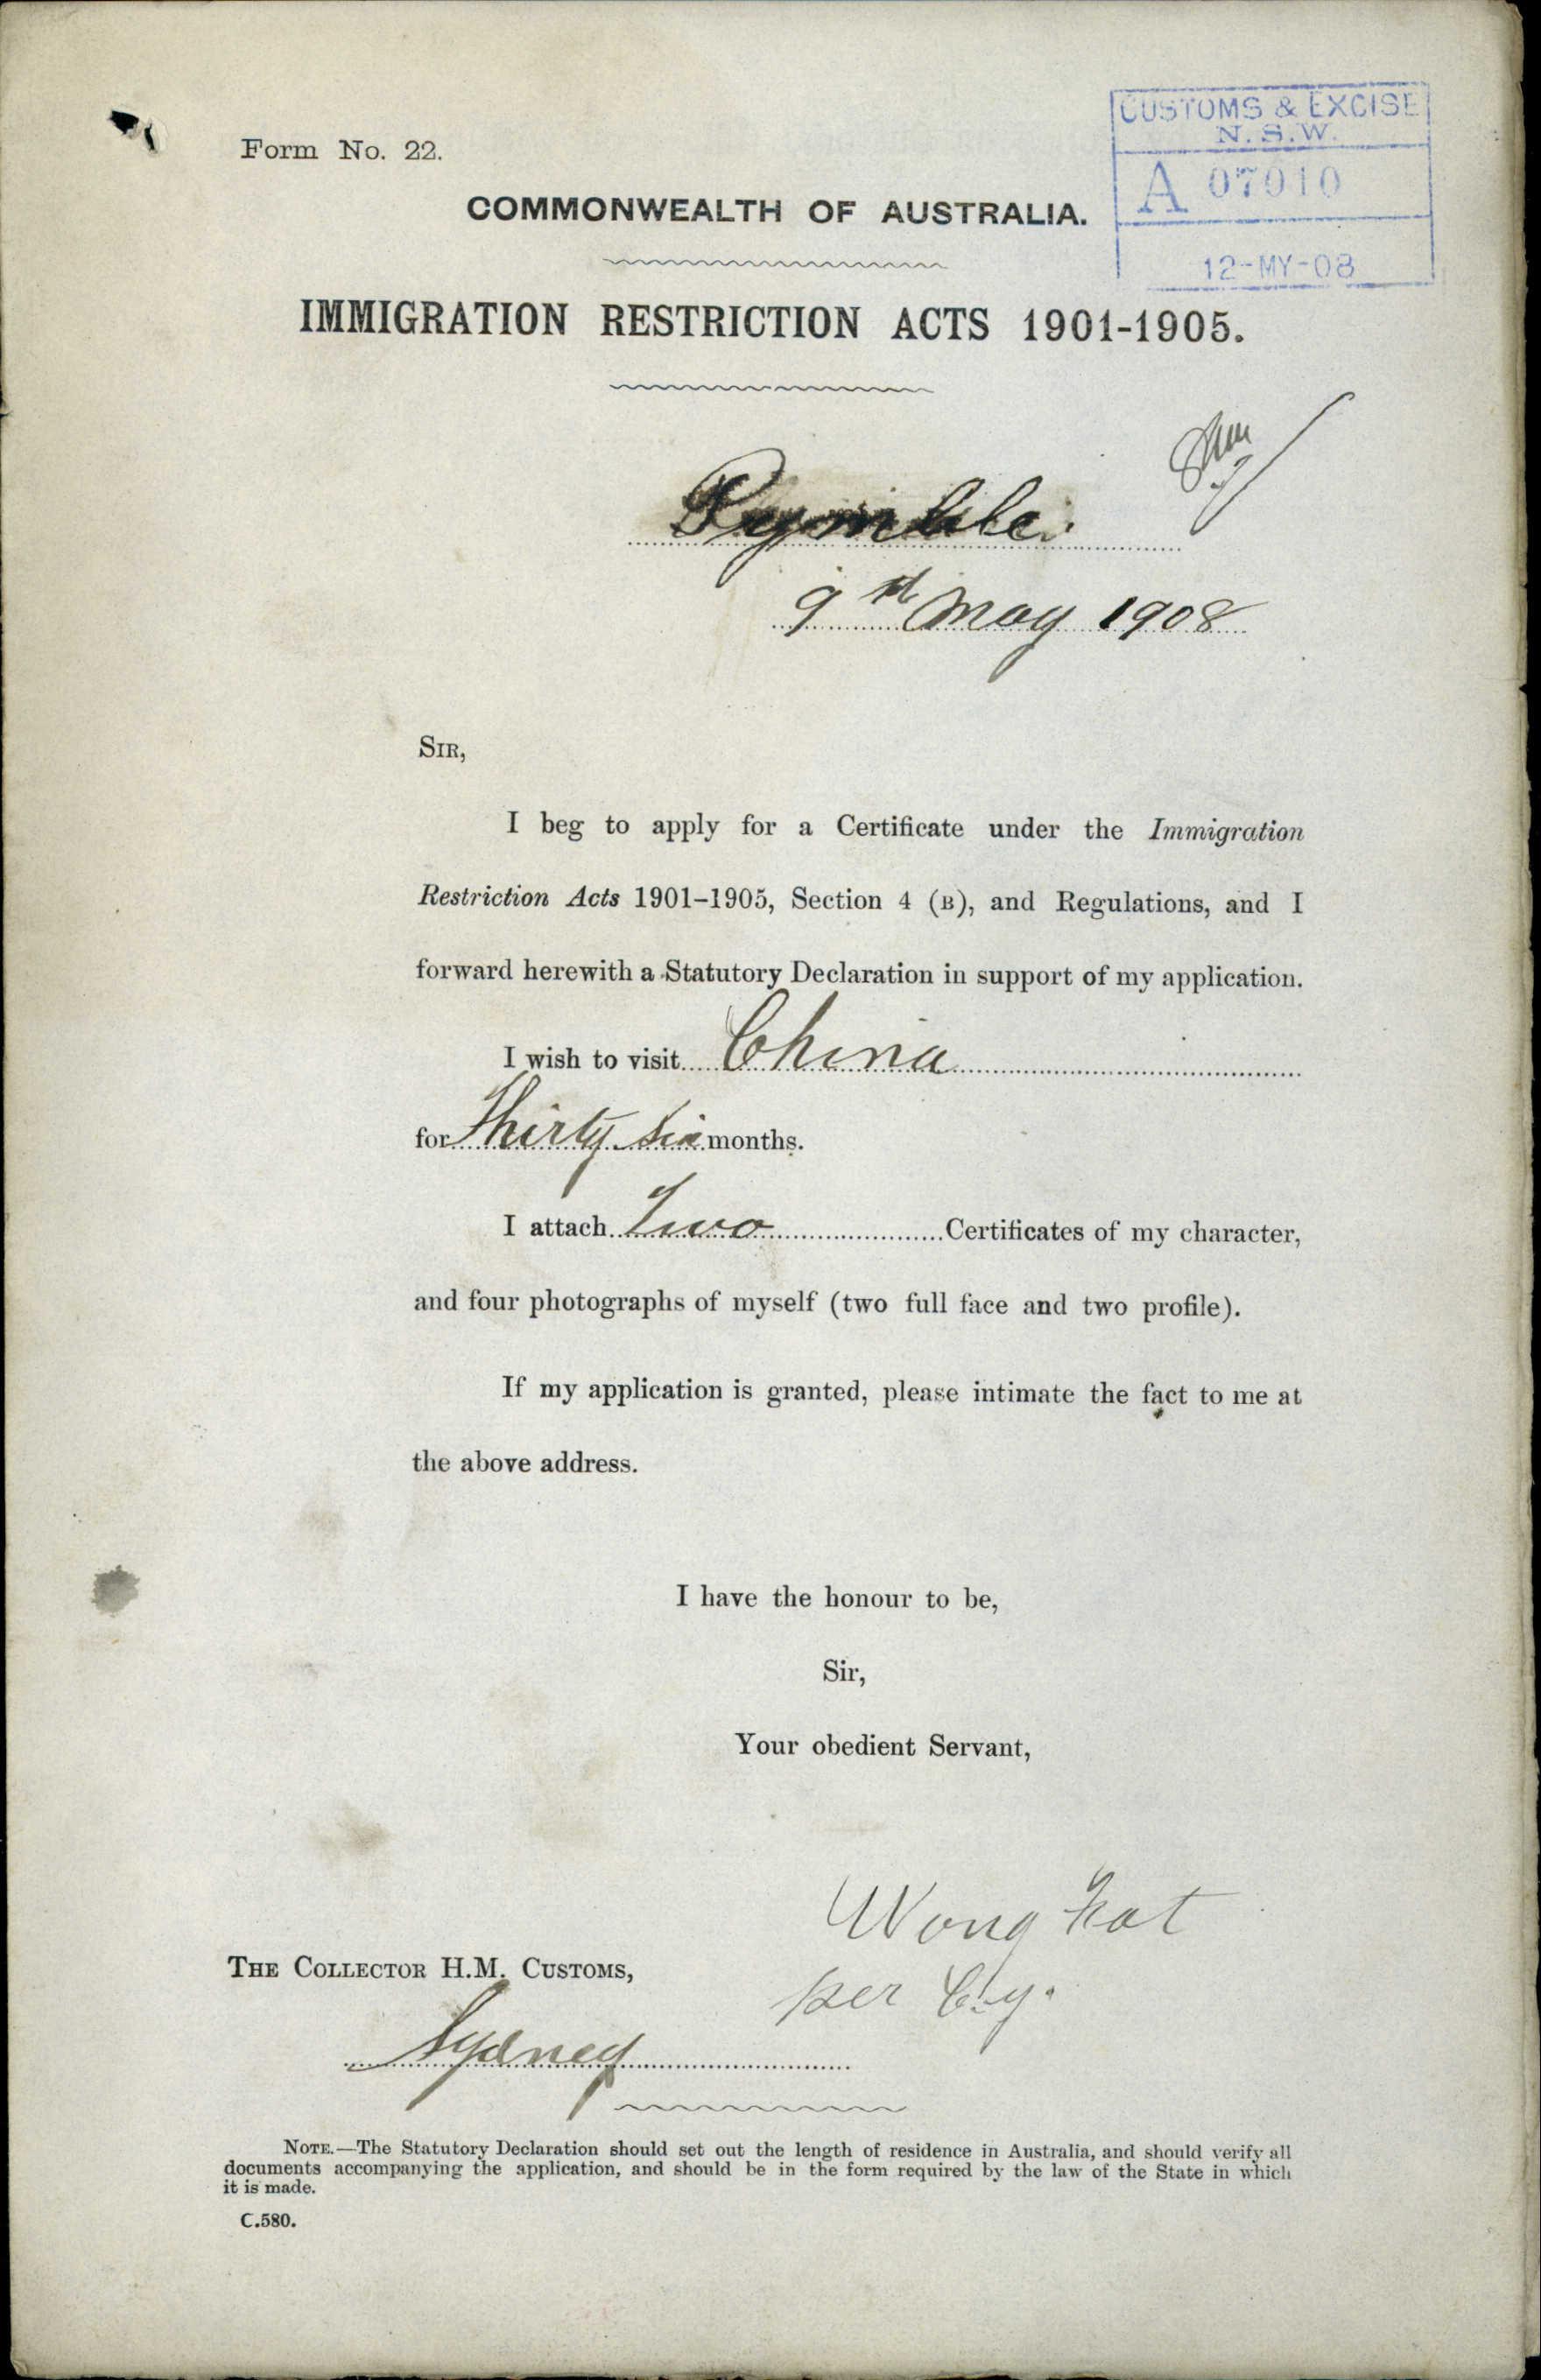 Form No. 22.
CUSTOMS & EXCISE
N.S.W.
A 07010
12-MY-08
COMMONWEALTH OF AUSTRALIA.
IMMIGRATION RESTRICTION ACTS 1901-1905.
Pymble.
9th May 1908
SIR,
I beg to apply for a Certificate under the Immigration
Restriction Acts 1901-1905, Section 4 (B), and Regulations, and I
forward herewith a Statutory Declaration in support of my application.
I wish to visit China
for Thirty Six months.
I attach Two Certificates of my character,
and four photographs of myself (two full face and two profile).
If my application is granted, please intimate the fact to me at
the above address.
I have the honour to be,
Sir,
Your obedient Servant,
Wong Fat
per C.y.
THE COLLECTOR H.M. CUSTOMS,
Sydney
NOTE.—The Statutory Declaration should set out the length of residence in Australia, and should verify all
documents accompanying the application, and should be in the form required by the law of the State in which
it is made.
C.580.